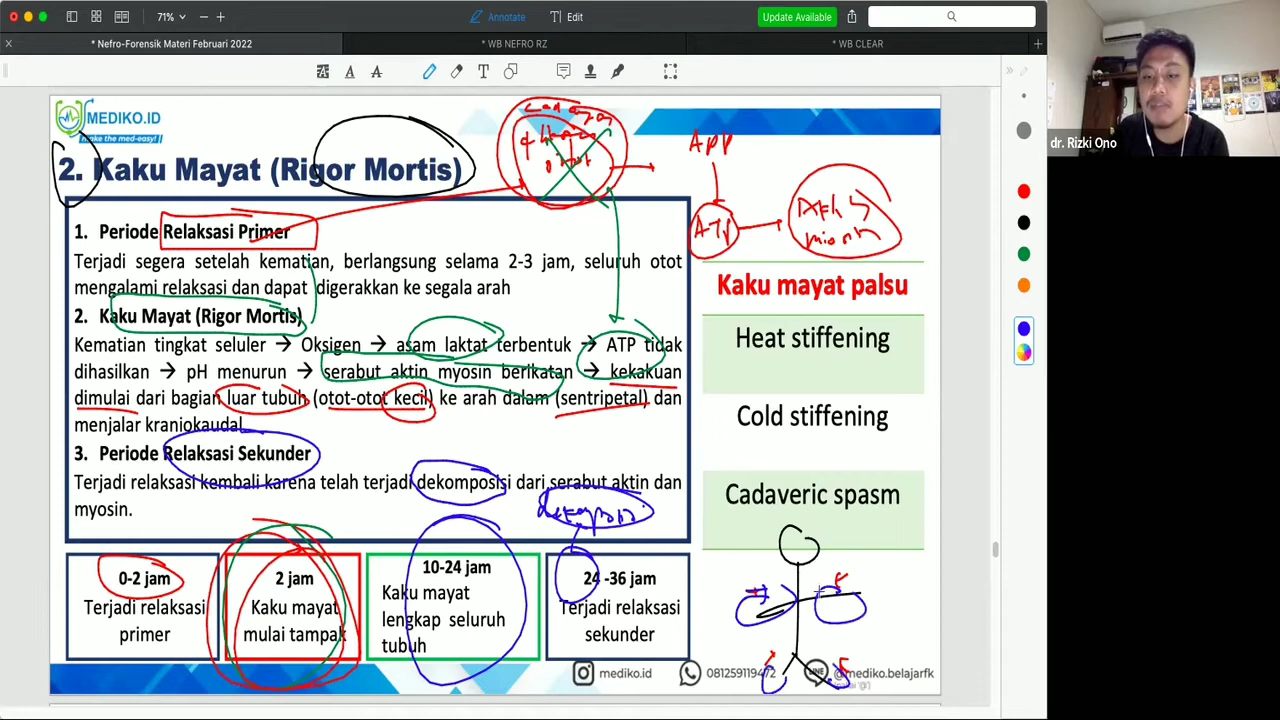 71%
Annotate
Edit
Update Available
* Nefro-Forensik Materi Februari 2022
* WB NEFRO RZ
* WB CLEAR
MEDIKO.ID
make the med-easy!
2. Kaku Mayat (Rigor Mortis)
1. Periode Relaksasi Primer
Terjadi segera setelah kematian, berlangsung selama 2-3 jam, seluruh otot
mengalami relaksasi dan dapat digerakkan ke segala arah
2. Kaku Mayat (Rigor Mortis)
Kematian tingkat seluler → Oksigen → asam laktat terbentuk → ATP tidak
dihasilkan → pH menurun → serabut aktin myosin berikatan → kekakuan
dimulai dari bagian luar tubuh (otot-otot kecil) ke arah dalam (sentripetal) dan
menjalar kraniokaudal
3. Periode Relaksasi Sekunder
Terjadi relaksasi kembali karena telah terjadi dekomposisi dari serabut aktin dan
myosin.
0-2 jam
Terjadi relaksasi
primer
2 jam
Kaku mayat
mulai tampak
10-24 jam
Kaku mayat
lengkap seluruh
tubuh
24 -36 jam
Terjadi relaksasi
sekunder
ATP
Kaku mayat palsu
Heat stiffening
Cold stiffening
Cadaveric spasm
mediko.id
081259119472
@mediko.belajarfk
dr. Rizki Ono